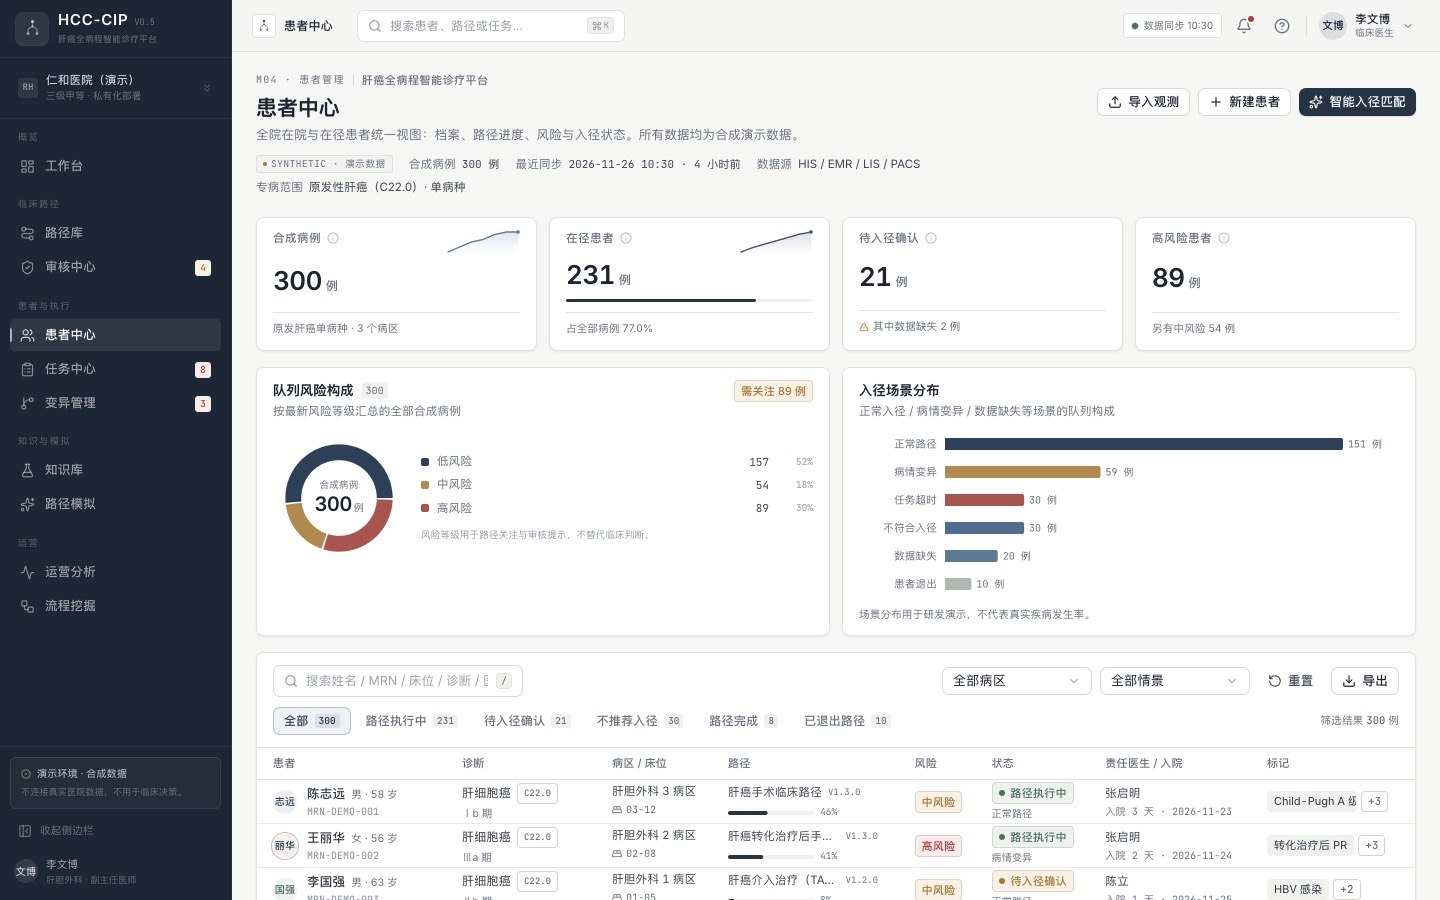 HCC-CIP V0.5
肝癌全病程智能诊疗平台
RH 仁和医院（演示）
三级甲等 · 私有化部署
概览
工作台
临床路径
路径库
审核中心 4
患者与执行
患者中心
任务中心 8
变异管理 3
知识与模拟
知识库
路径模拟
运营
运营分析
流程挖掘
演示环境 · 合成数据
不连接真实医院数据，不用于临床决策。
收起侧边栏
文博 李文博
肝胆外科 · 副主任医师
患者中心
搜索患者、路径或任务... ⌘K
数据同步 10:30
文博 李文博
临床医生
M04 · 患者管理 | 肝癌全病程智能诊疗平台
患者中心
全院在院与在径患者统一视图：档案、路径进度、风险与入径状态。所有数据均为合成演示数据。
导入观测
新建患者
智能入径匹配
SYNTHETIC · 演示数据 合成病例 300 例 最近同步 2026-11-26 10:30 · 4 小时前 数据源 HIS / EMR / LIS / PACS
专病范围 原发性肝癌（C22.0）· 单病种
合成病例
300 例
原发肝癌单病种 · 3 个病区
在径患者
231 例
占全部病例 77.0%
待入径确认
21 例
其中数据缺失 2 例
高风险患者
89 例
另有中风险 54 例
队列风险构成 300 需关注 89 例
按最新风险等级汇总的全部合成病例
合成病例
300 例
低风险 157 52%
中风险 54 18%
高风险 89 30%
风险等级用于路径关注与审核提示，不替代临床判断。
入径场景分布
正常入径 / 病情变异 / 数据缺失等场景的队列构成
正常路径 151 例
病情变异 59 例
任务超时 30 例
不符合入径 30 例
数据缺失 20 例
患者退出 10 例
场景分布用于研发演示，不代表真实疾病发生率。
搜索姓名 / MRN / 床位 / 诊断 / /
全部病区
全部情景
重置
导出
全部 300 路径执行中 231 待入径确认 21 不推荐入径 30 路径完成 8 已退出路径 10 筛选结果 300 例
患者 诊断 病区 / 床位 路径 风险 状态 责任医生 / 入院 标记
志远 陈志远 男 · 58 岁 肝细胞癌 C22.0 肝胆外科 3 病区 肝癌手术临床路径 V1.3.0 中风险 路径执行中 张启明 Child-Pugh A 级 +3
MRN-DEMO-001 Ⅰb 期 03-12 46% 正常路径 入院 3 天 · 2026-11-23
丽华 王丽华 女 · 56 岁 肝细胞癌 C22.0 肝胆外科 2 病区 肝癌转化治疗后手... V1.3.0 高风险 路径执行中 张启明 转化治疗后 PR +3
MRN-DEMO-002 Ⅲa 期 02-08 41% 病情变异 入院 2 天 · 2026-11-24
国强 李国强 男 · 63 岁 肝细胞癌 C22.0 肝胆外科 1 病区 肝癌介入治疗（TA... V1.2.0 中风险 待入径确认 陈立 HBV 感染 +2
MRN-DEMO-003 Ⅱb 期 01-05 8% 正常路径 入院 1 天 · 2026-11-25